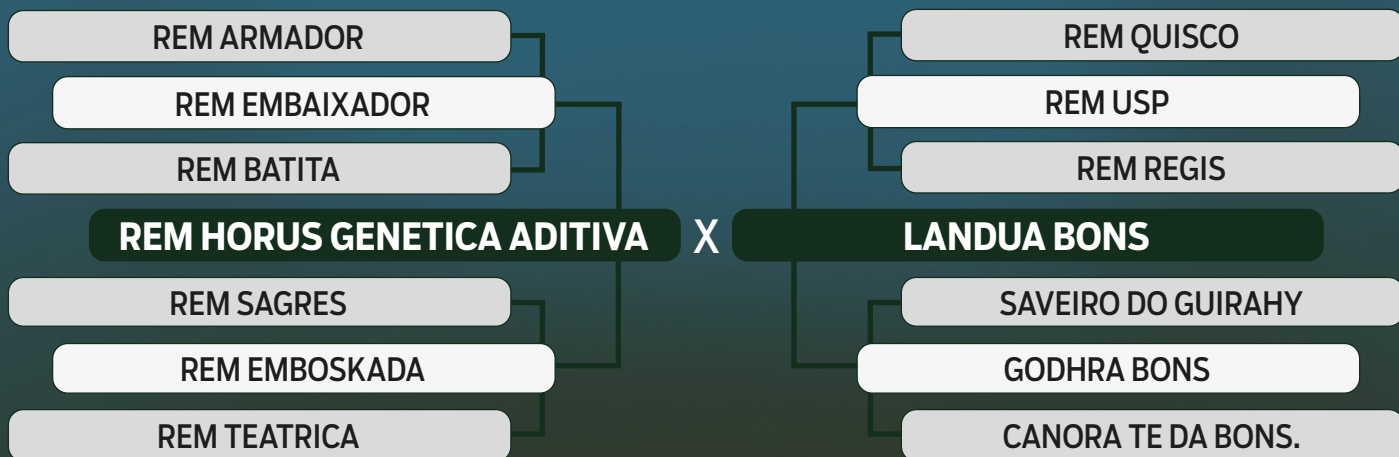 REM ARMADOR
REM EMBAIXADOR
REM BATITA
REM HORUS GENETICA ADITIVA
REM SAGRES
REM EMBOSKADA
REM TEATRICA
X
REM QUISCO
REM USP
REM REGIS
LANDUA BONS
SAVEIRO DO GUIRAHY
GODHRA BONS
CANORA TE DA BONS.